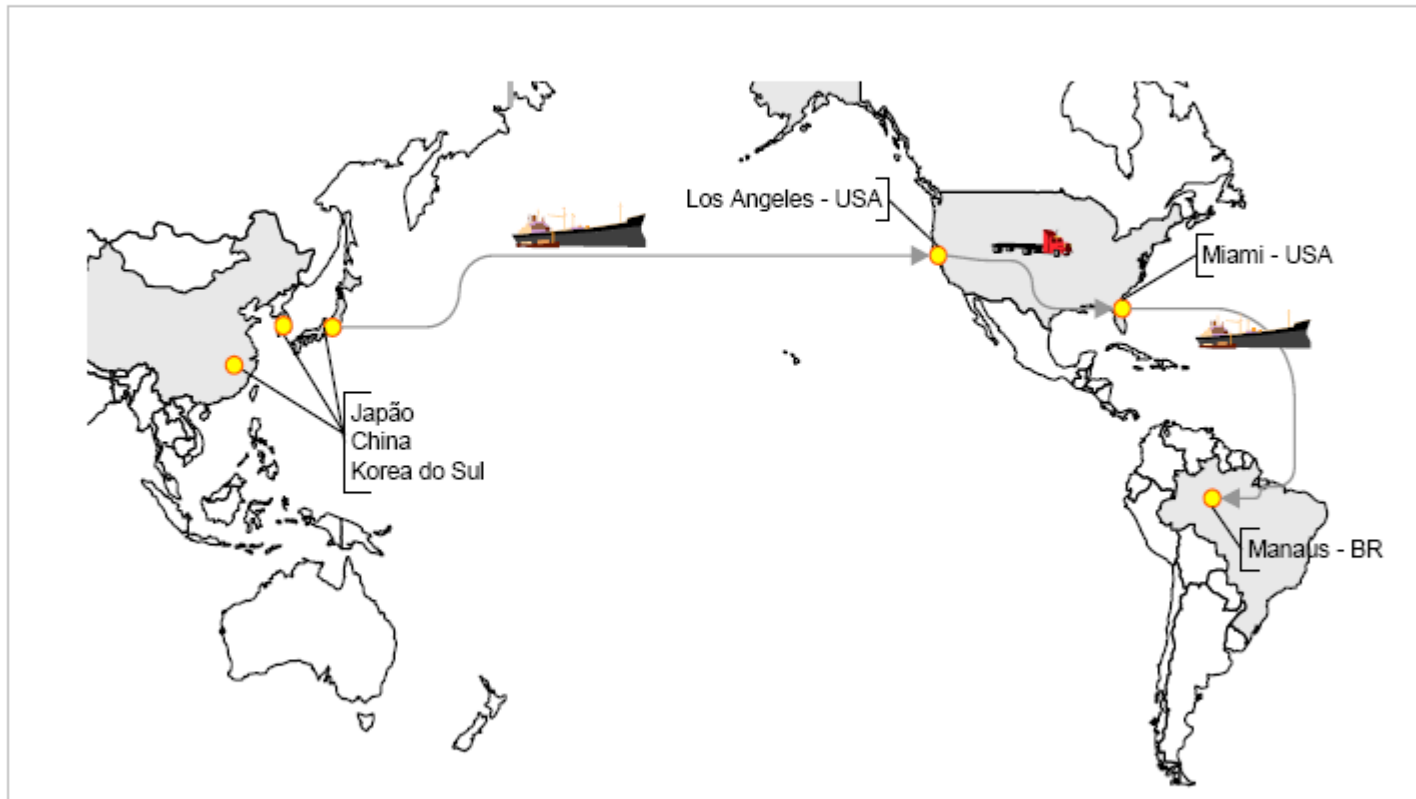 Los Angeles - USA
Miami - USA
Japão
China
Korea do Sul
Manaus - BR